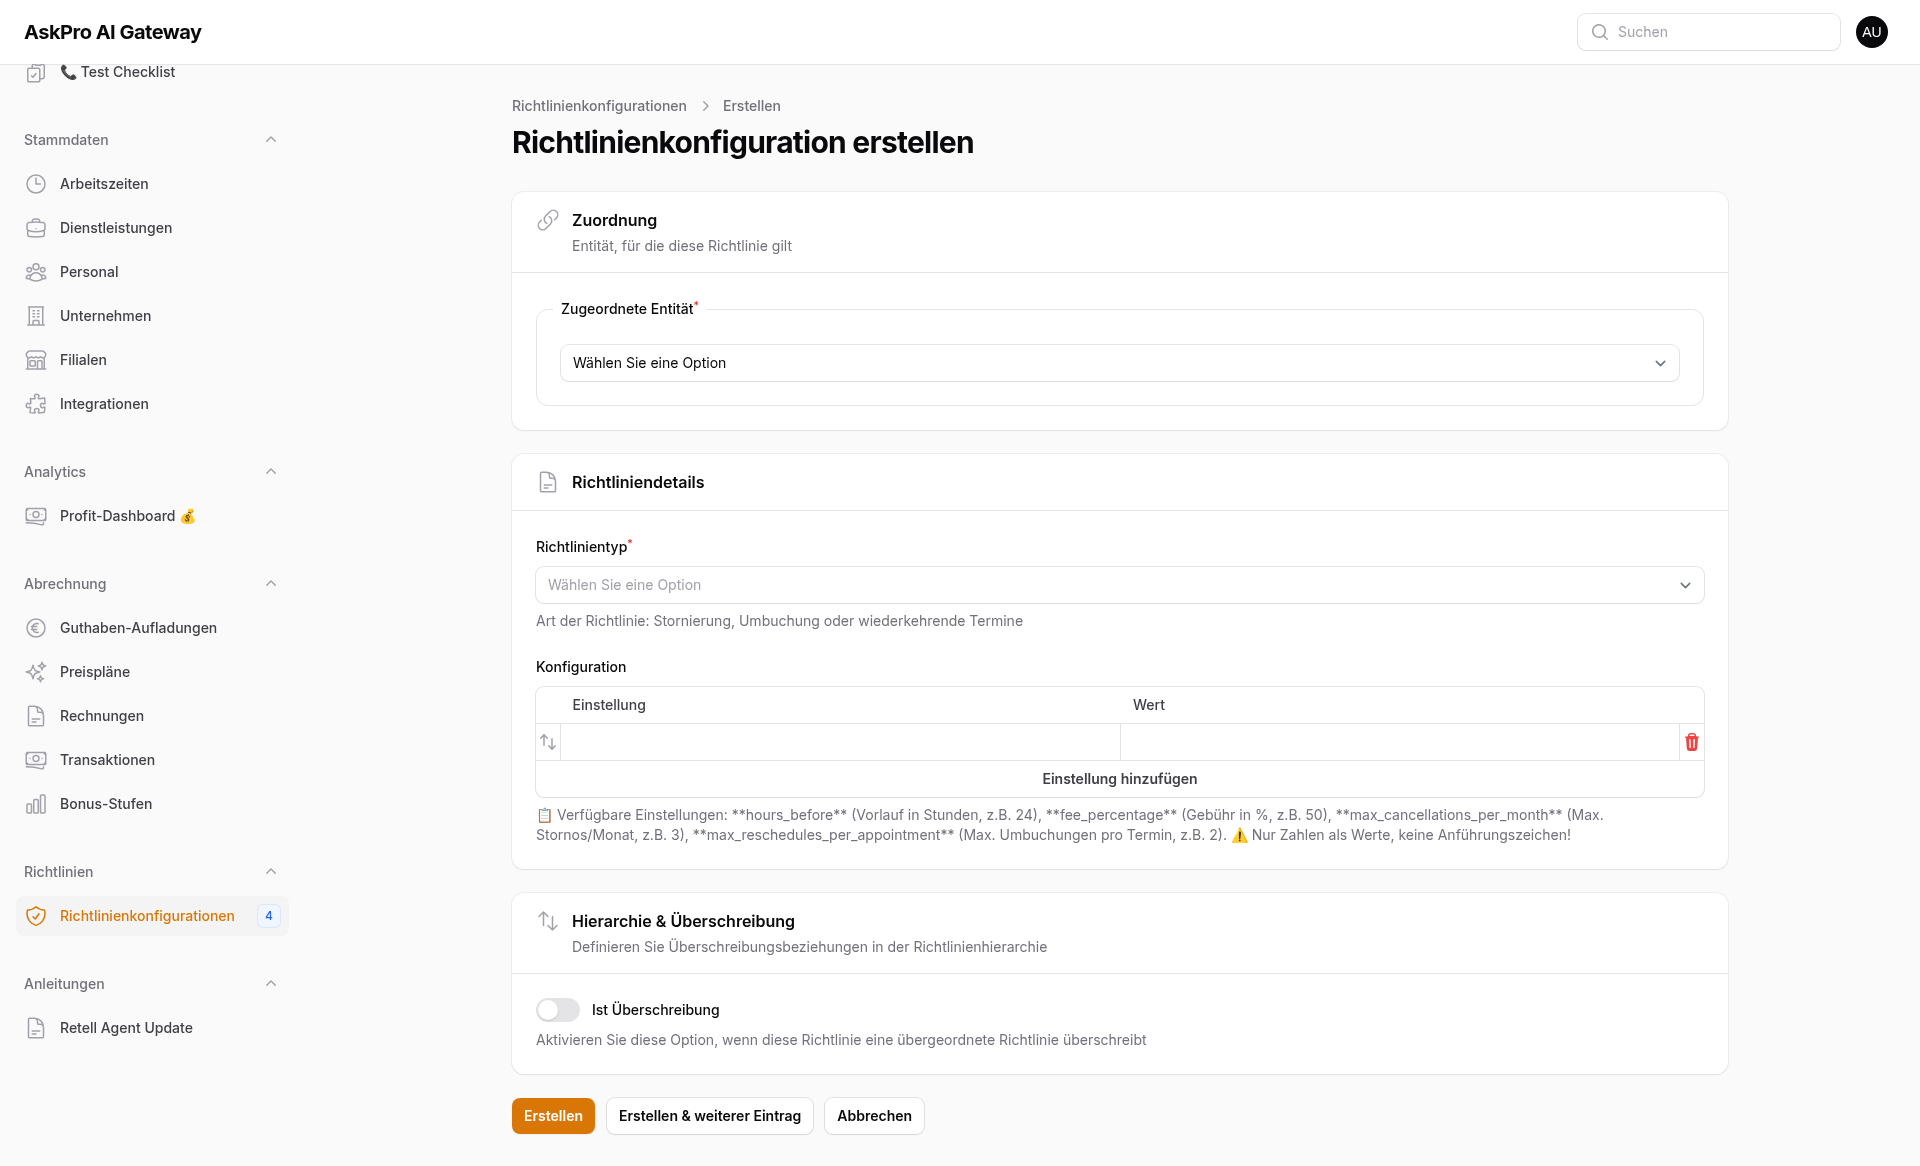 AskPro AI Gateway
Suchen
AU
📞 Test Checklist
Stammdaten
Arbeitszeiten
Dienstleistungen
Personal
Unternehmen
Filialen
Integrationen
Analytics
Profit-Dashboard 💰
Abrechnung
Guthaben-Aufladungen
Preispläne
Rechnungen
Transaktionen
Bonus-Stufen
Richtlinien
Richtlinienkonfigurationen 4
Anleitungen
Retell Agent Update
Richtlinienkonfigurationen > Erstellen
Richtlinienkonfiguration erstellen
Zuordnung
Entität, für die diese Richtlinie gilt
Zugeordnete Entität*
Wählen Sie eine Option
Richtliniendetails
Richtlinientyp*
Wählen Sie eine Option
Art der Richtlinie: Stornierung, Umbuchung oder wiederkehrende Termine
Konfiguration
Einstellung Wert
Einstellung hinzufügen
📋 Verfügbare Einstellungen: **hours_before** (Vorlauf in Stunden, z.B. 24), **fee_percentage** (Gebühr in %, z.B. 50), **max_cancellations_per_month** (Max.
Stornos/Monat, z.B. 3), **max_reschedules_per_appointment** (Max. Umbuchungen pro Termin, z.B. 2). ⚠️ Nur Zahlen als Werte, keine Anführungszeichen!
Hierarchie & Überschreibung
Definieren Sie Überschreibungsbeziehungen in der Richtlinienhierarchie
Ist Überschreibung
Aktivieren Sie diese Option, wenn diese Richtlinie eine übergeordnete Richtlinie überschreibt
Erstellen
Erstellen & weiterer Eintrag
Abbrechen